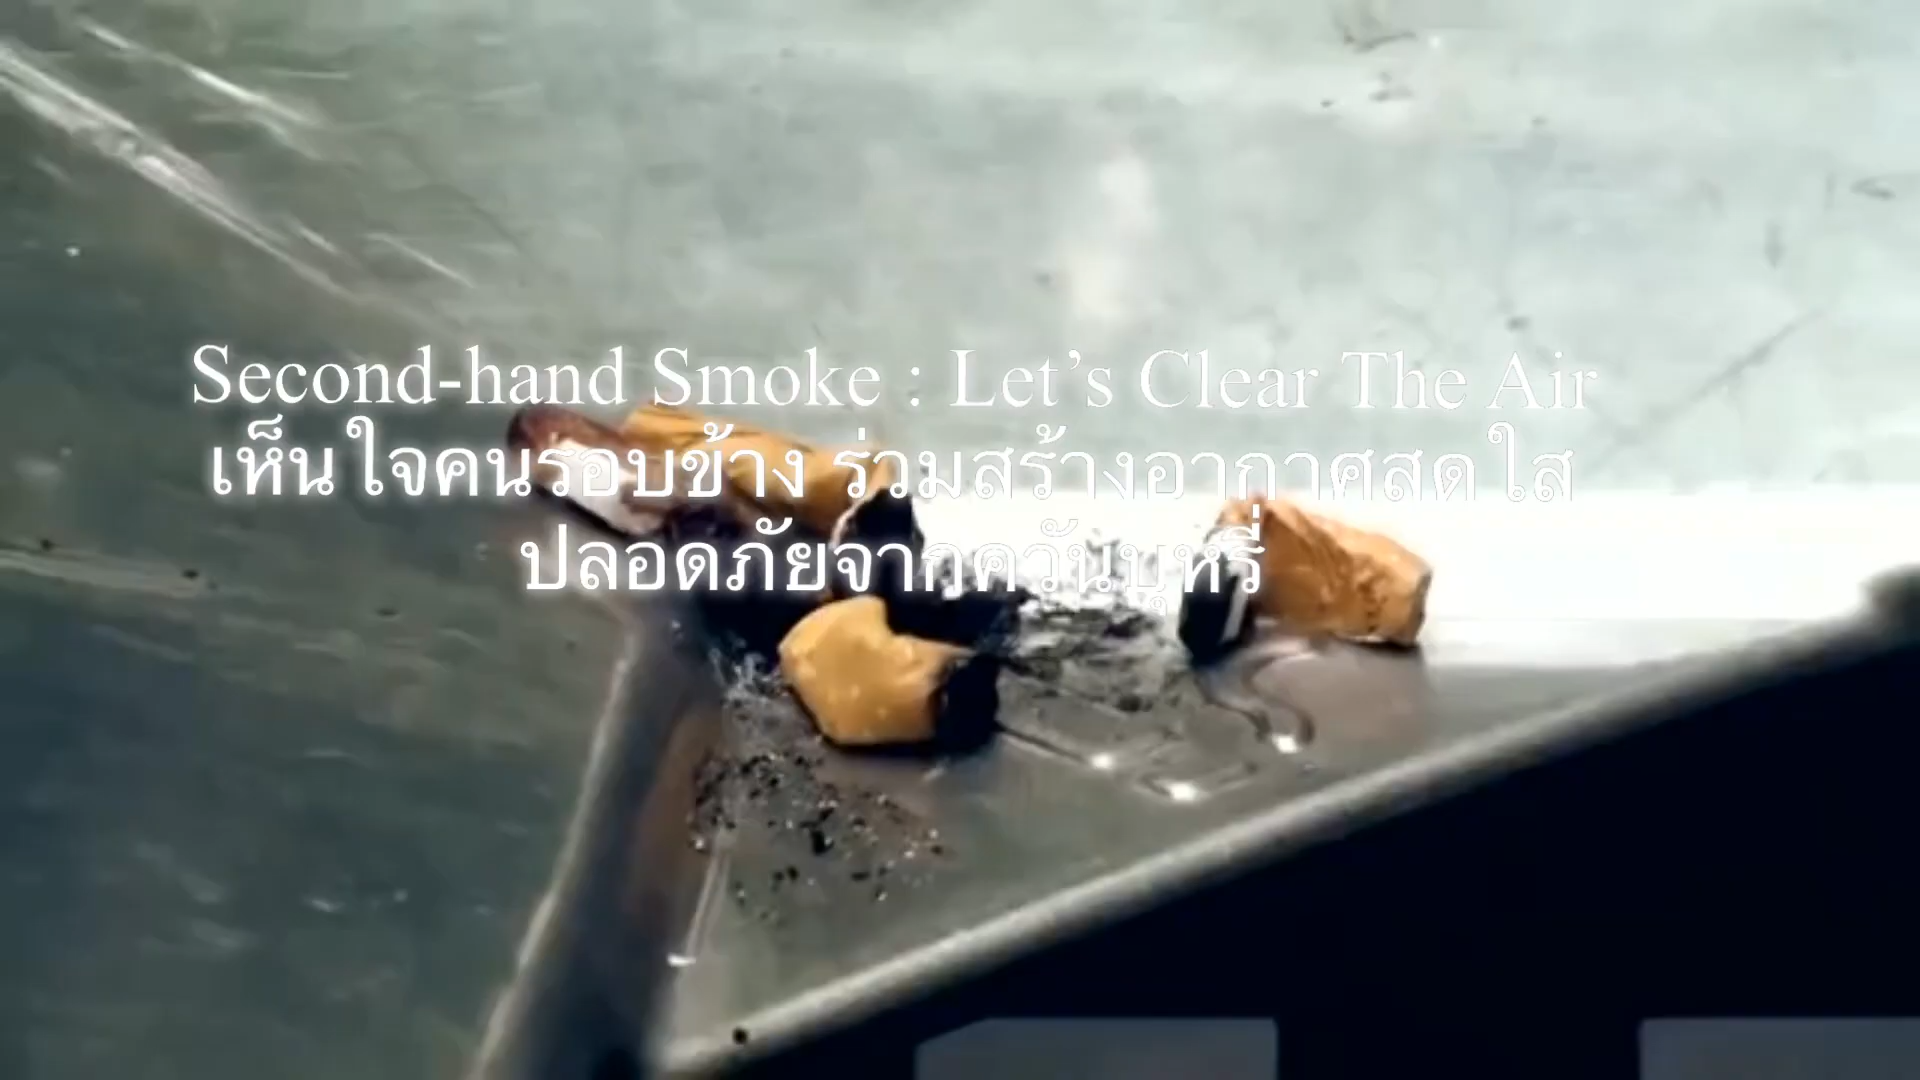 Second-hand Smoke : Let’s Clear The Air
เห็นใจคนรอบข้าง ร่วมสร้างอากาศสดใส
ปลอดภัยจากควันบุหรี่